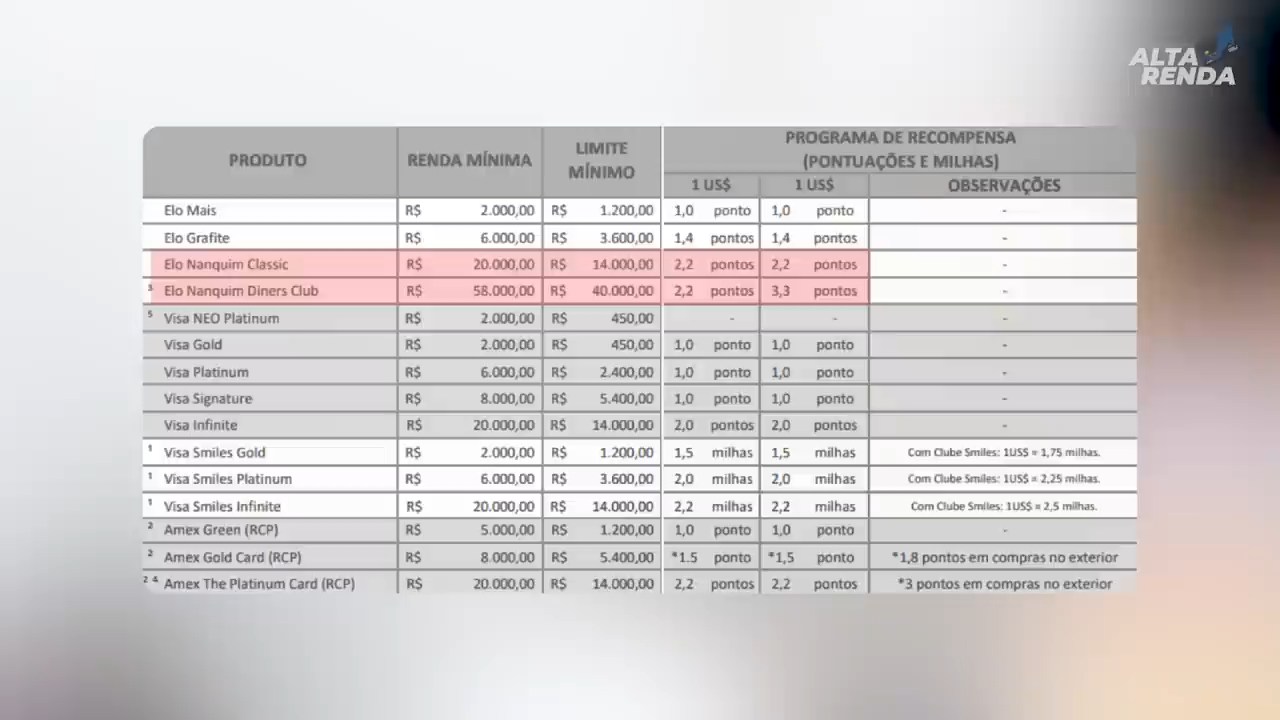 ALTA
RENDA
PRODUTO RENDA MÍNIMA LIMITE MÍNIMO PROGRAMA DE RECOMPENSA (PONTUAÇÕES E MILHAS)
1 US$ 1 US$ OBSERVAÇÕES
Elo Mais R$ 2.000,00 R$ 1.200,00 1,0 ponto 1,0 ponto -
Elo Grafite R$ 6.000,00 R$ 3.600,00 1,4 pontos 1,4 pontos -
Elo Nanquim Classic R$ 20.000,00 R$ 14.000,00 2,2 pontos 2,2 pontos -
³ Elo Nanquim Diners Club R$ 58.000,00 R$ 40.000,00 2,2 pontos 3,3 pontos -
⁵ Visa NEO Platinum R$ 2.000,00 R$ 450,00 - - -
Visa Gold R$ 2.000,00 R$ 450,00 1,0 ponto 1,0 ponto -
Visa Platinum R$ 6.000,00 R$ 2.400,00 1,0 ponto 1,0 ponto -
Visa Signature R$ 8.000,00 R$ 5.400,00 1,0 ponto 1,0 ponto -
Visa Infinite R$ 20.000,00 R$ 14.000,00 2,0 pontos 2,0 pontos -
¹ Visa Smiles Gold R$ 2.000,00 R$ 1.200,00 1,5 milhas 1,5 milhas Com Clube Smiles: 1US$ = 1,75 milhas.
¹ Visa Smiles Platinum R$ 6.000,00 R$ 3.600,00 2,0 milhas 2,0 milhas Com Clube Smiles: 1US$ = 2,25 milhas.
¹ Visa Smiles Infinite R$ 20.000,00 R$ 14.000,00 2,2 milhas 2,2 milhas Com Clube Smiles: 1US$ = 2,5 milhas.
² Amex Green (RCP) R$ 5.000,00 R$ 1.200,00 1,0 ponto 1,0 ponto -
² Amex Gold Card (RCP) R$ 8.000,00 R$ 5.400,00 *1.5 ponto *1,5 ponto *1,8 pontos em compras no exterior
² ⁴ Amex The Platinum Card (RCP) R$ 20.000,00 R$ 14.000,00 2,2 pontos 2,2 pontos *3 pontos em compras no exterior